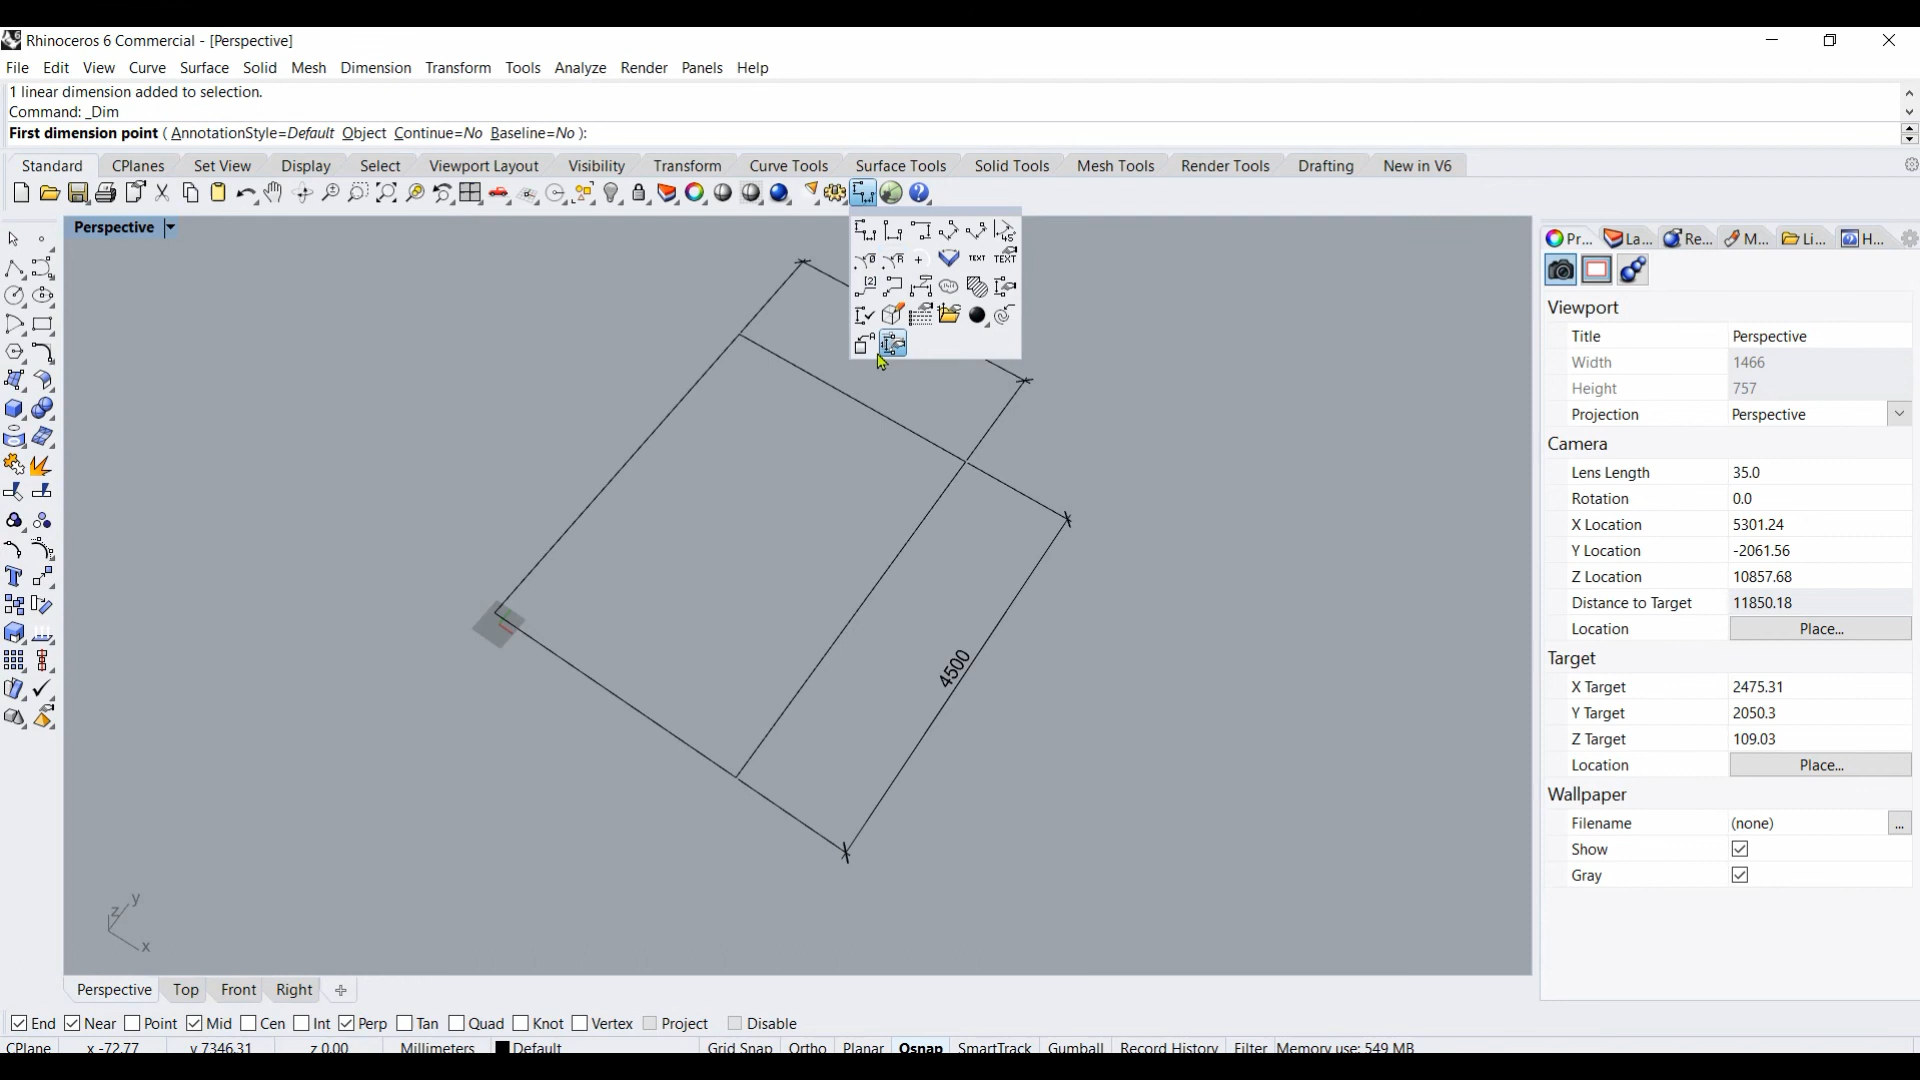 Rhinoceros 6 Commercial - [Perspective]
File Edit View Curve Surface Solid Mesh Dimension Transform Tools Analyze Render Panels Help
1 linear dimension added to selection.
Command: _Dim
First dimension point ( AnnotationStyle=Default Object Continue=No Baseline=No ):
Standard CPlanes Set View Display Select Viewport Layout Visibility Transform Curve Tools Surface Tools Solid Tools Mesh Tools Render Tools Drafting New in V6
Perspective
TEXT TEXT
Pr... La... Re... M... Li... H...
Viewport
Title Perspective
Width 1466
Height 757
Projection Perspective
Camera
Lens Length 35.0
Rotation 0.0
X Location 5301.24
Y Location -2061.56
Z Location 10857.68
Distance to Target 11850.18
Location Place...
Target
X Target 2475.31
Y Target 2050.3
Z Target 109.03
Location Place...
Wallpaper
Filename (none) ...
Show
Gray
4500
z y
x
Perspective Top Front Right
End Near Point Mid Cen Int Perp Tan Quad Knot Vertex Project Disable
CPlane x -72.77 y 7346.31 z 0.00 Millimeters Default Grid Snap Ortho Planar Osnap SmartTrack Gumball Record History Filter Memory use: 549 MB